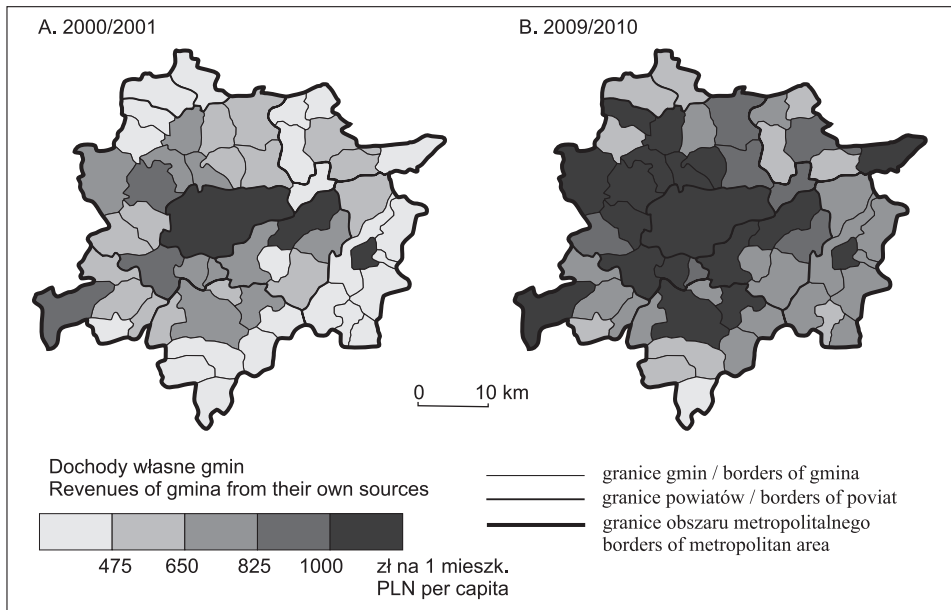 A. 2000/2001
B. 2009/2010
0 10 km
Dochody własne gmin
Revenues of gmina from their own sources
475 650 825 1000 zł na 1 mieszk.
PLN per capita
granice gmin / borders of gmina
granice powiatów / borders of poviat
granice obszaru metropolitalnego
borders of metropolitan area